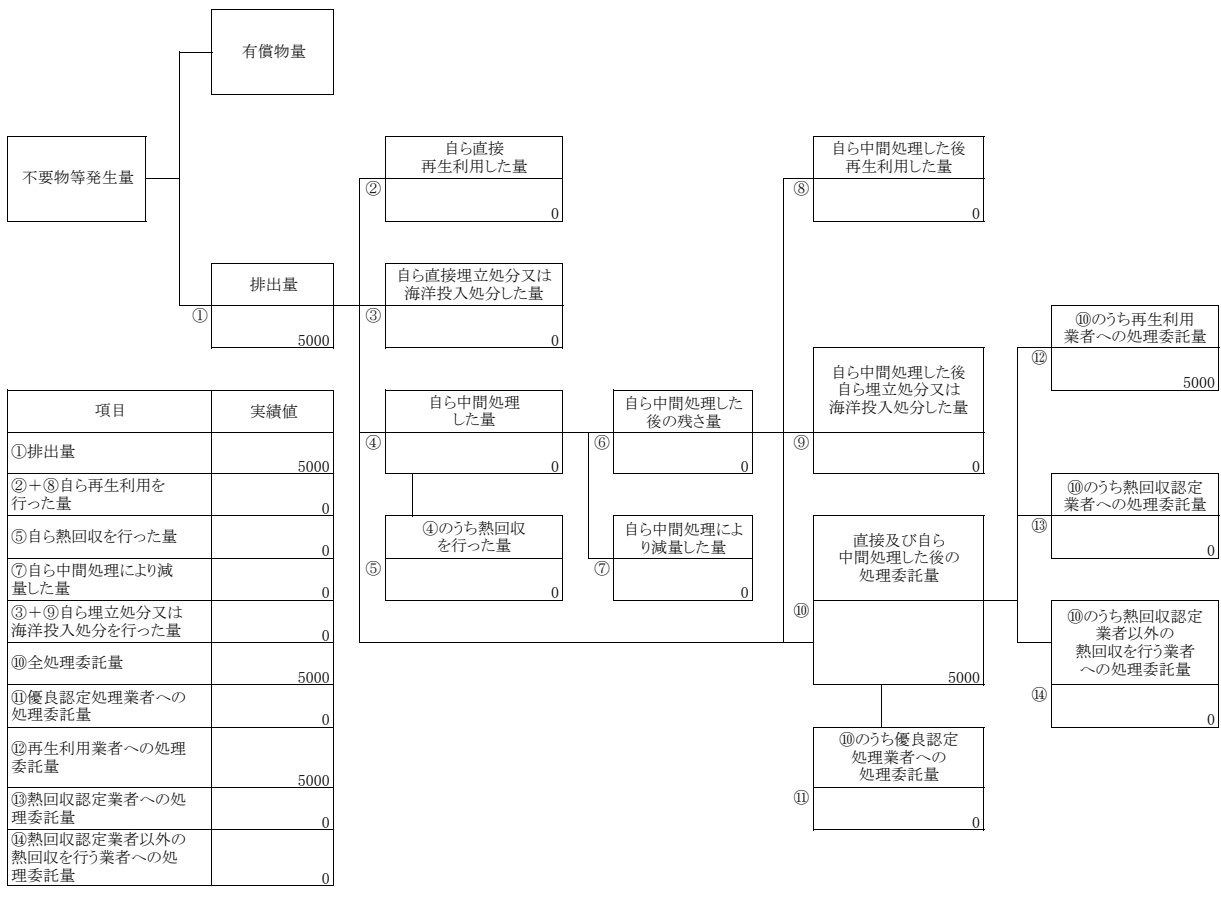 有償物量
不要物等発生量
自ら直接
再生利用した量
②
0
自ら中間処理した後
再生利用した量
⑧
0
排出量
①
5000
自ら直接埋立処分又は
海洋投入処分した量
③
0
⑩のうち再生利用
業者への処理委託量
⑫
5000
自ら中間処理
した量
④
0
自ら中間処理した
後の残さ量
⑥
0
自ら中間処理した後
自ら埋立処分又は
海洋投入処分した量
⑨
0
④のうち熱回収
を行った量
⑤
0
自ら中間処理によ
り減量した量
⑦
0
直接及び自ら
中間処理した後の
処理委託量
⑩
5000
⑩のうち熱回収認定
業者への処理委託量
⑬
0
⑩のうち熱回収認定
業者以外の
熱回収を行う業者
への処理委託量
⑭
0
⑩のうち優良認定
処理業者への
処理委託量
⑪
0
項目 実績値
①排出量
5000
②＋⑧自ら再生利用を
行った量
0
⑤自ら熱回収を行った量
0
⑦自ら中間処理により減
量した量
0
③＋⑨自ら埋立処分又は
海洋投入処分を行った量
0
⑩全処理委託量
5000
⑪優良認定処理業者への
処理委託量
0
⑫再生利用業者への処理
委託量
5000
⑬熱回収認定業者への処
理委託量
0
⑭熱回収認定業者以外の
熱回収を行う業者への処
理委託量
0